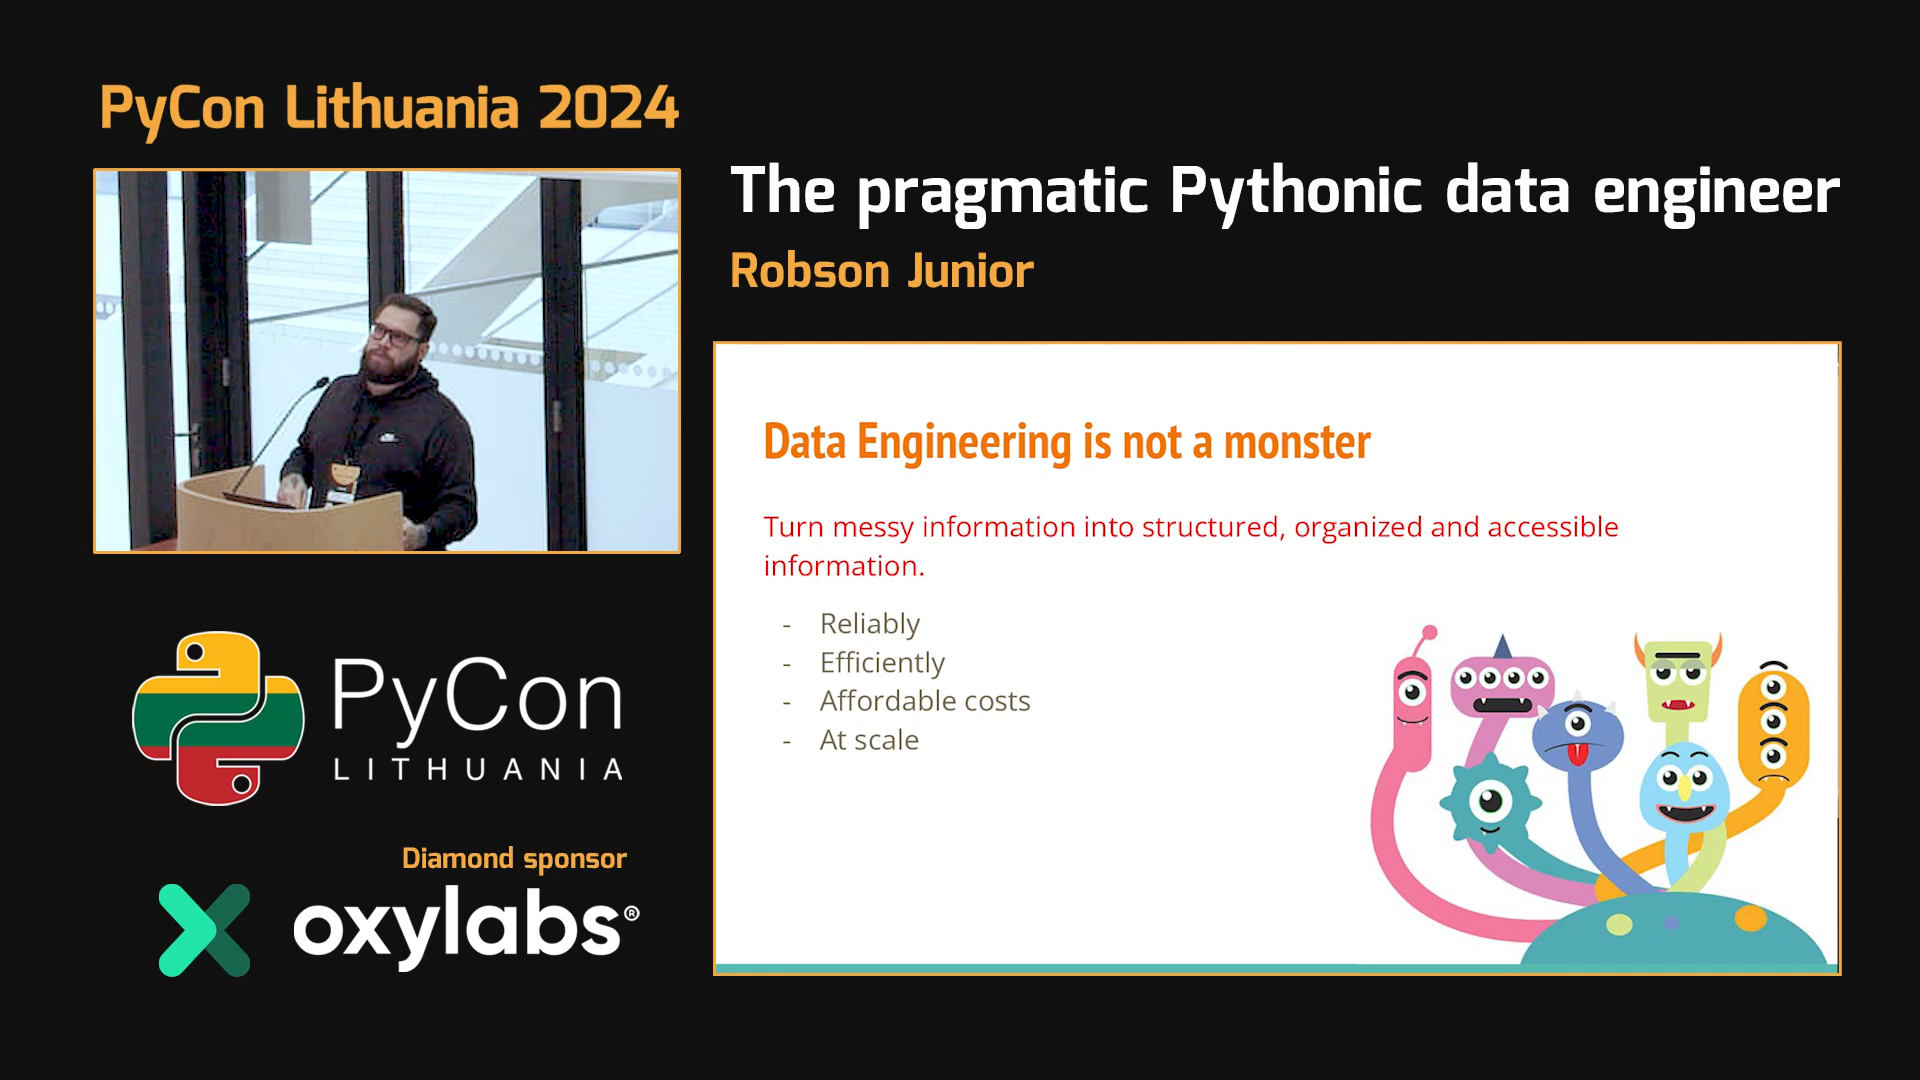 PyCon Lithuania 2024
The pragmatic Pythonic data engineer
Robson Junior
Data Engineering is not a monster
Turn messy information into structured, organized and accessible
information.
- Reliably
- Efficiently
- Affordable costs
- At scale
PyCon
LITHUANIA
Diamond sponsor
oxylabs®